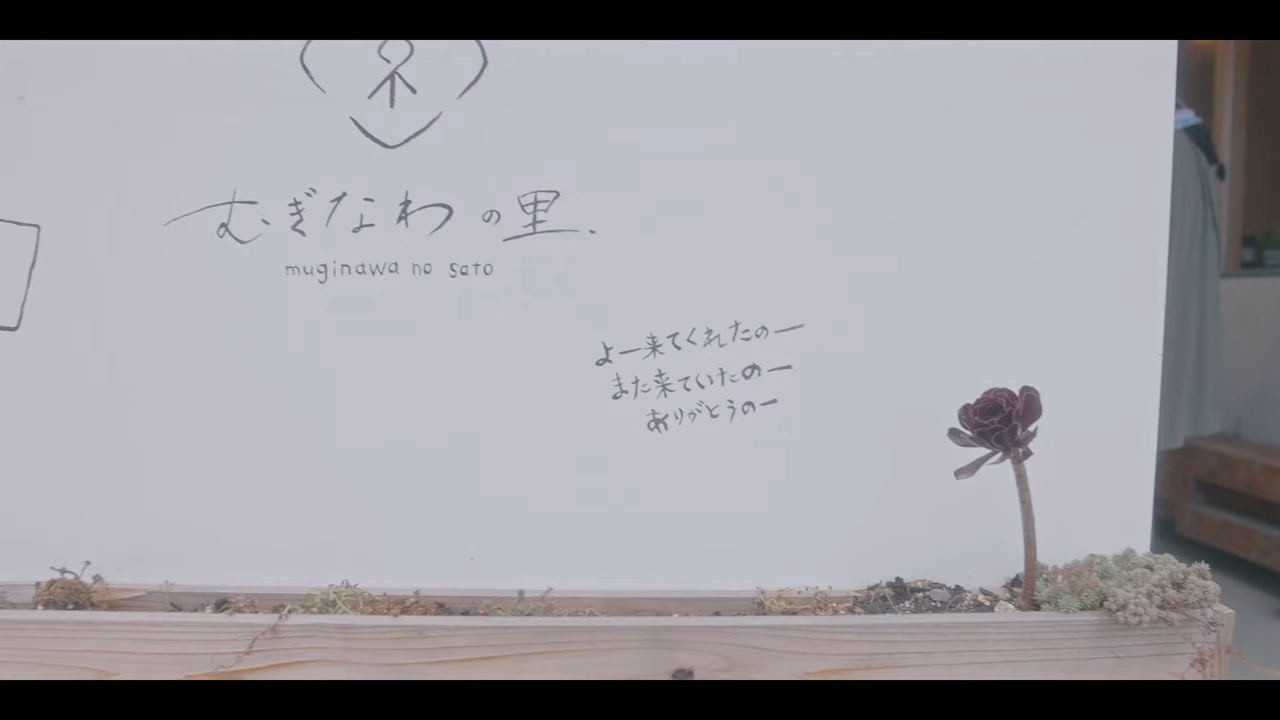 むぎなわの里.
muginawa no sato
よー来てくれたのー
また来ていたのー
ありがとうのー